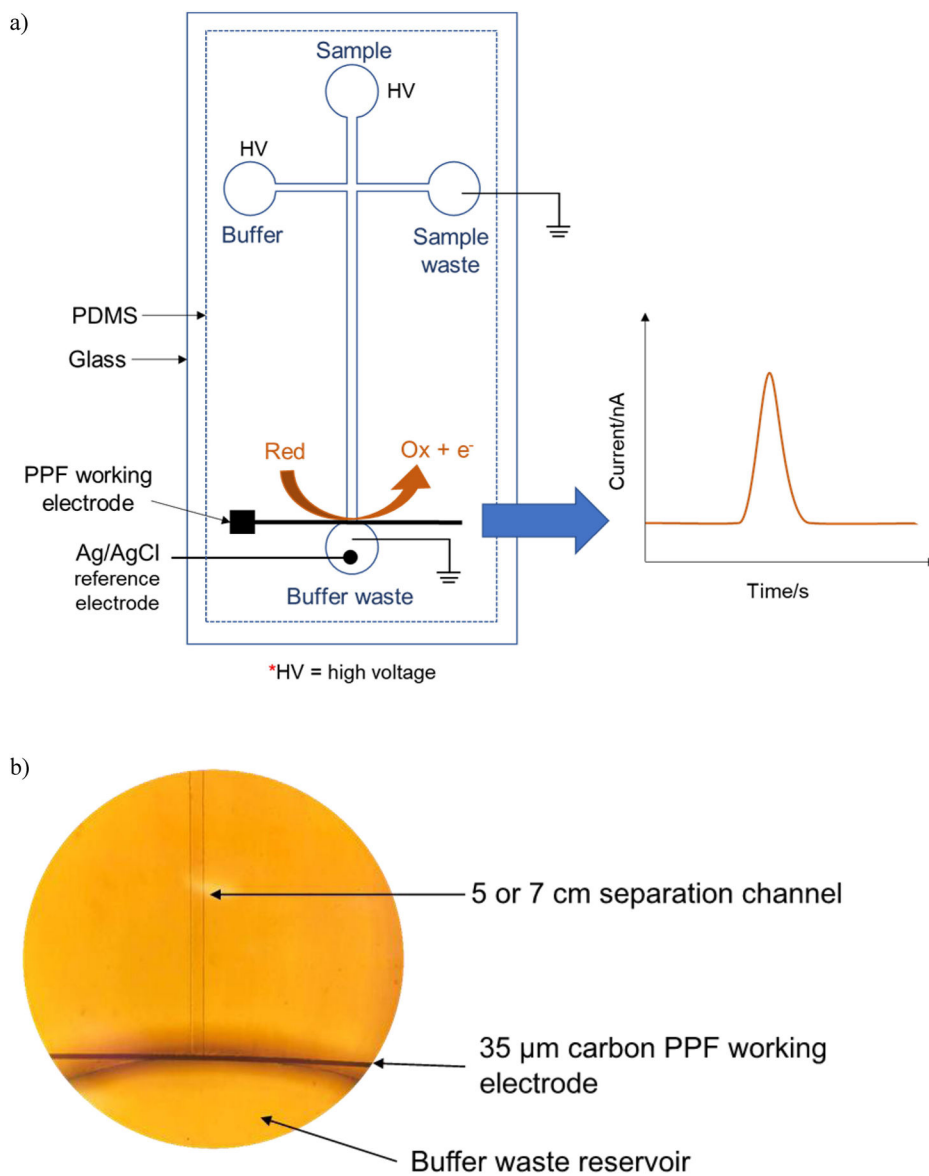 a)
Sample
HV
HV
Buffer
Sample
waste
PDMS
Glass
Red
Ox + e-
PPF working
electrode
Ag/AgCl
reference
electrode
Buffer waste
*HV = high voltage
Current/nA
Time/s
b)
5 or 7 cm separation channel
35 µm carbon PPF working
electrode
Buffer waste reservoir